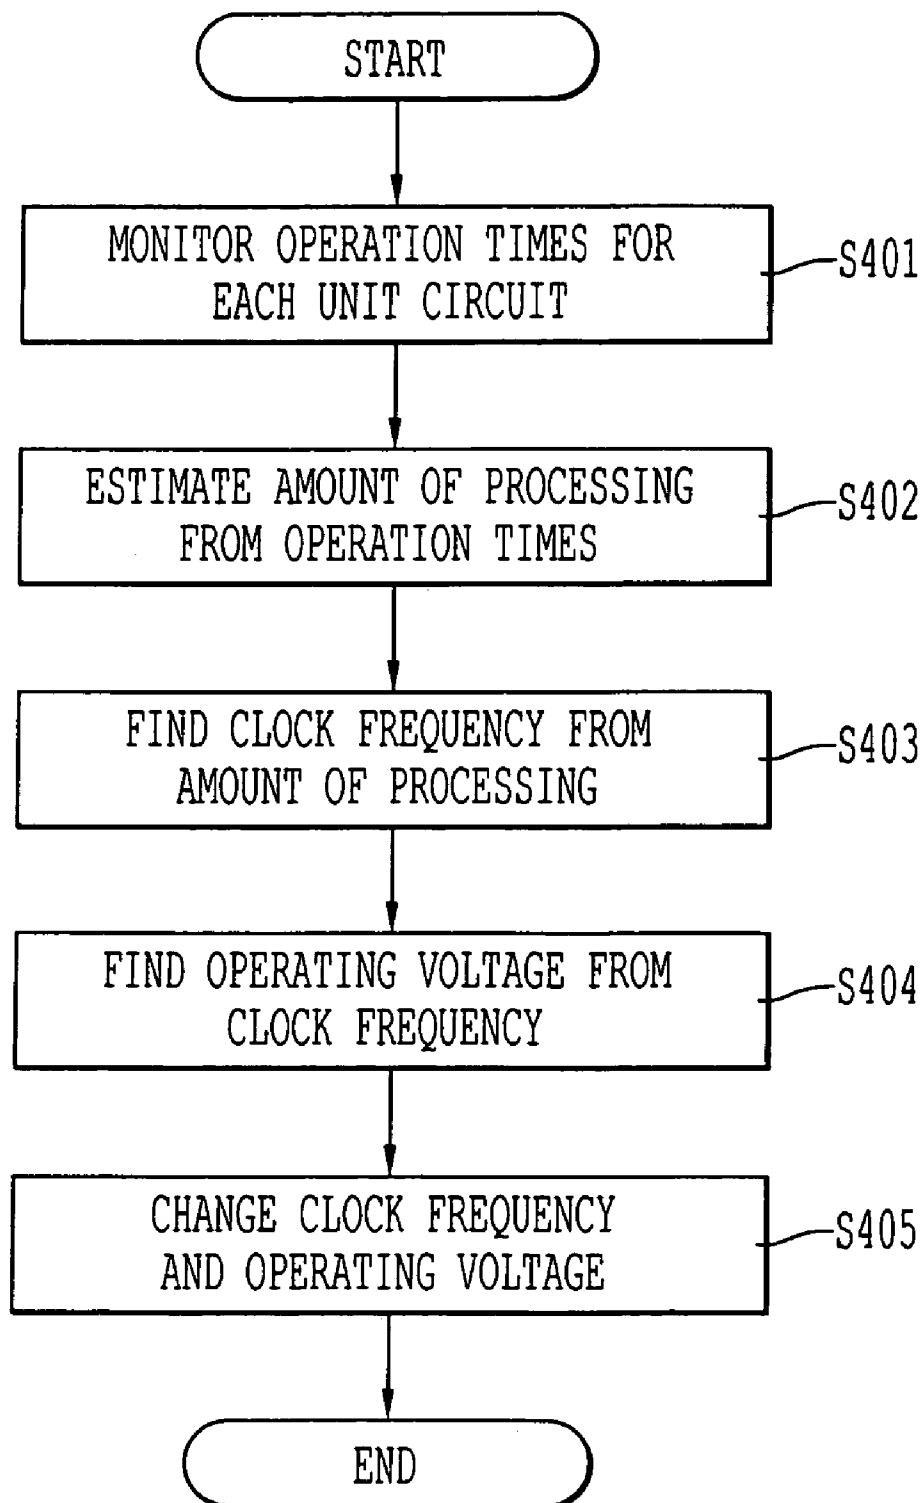 START
MONITOR OPERATION TIMES FOR
EACH UNIT CIRCUIT
S401
ESTIMATE AMOUNT OF PROCESSING
FROM OPERATION TIMES
S402
FIND CLOCK FREQUENCY FROM
AMOUNT OF PROCESSING
S403
FIND OPERATING VOLTAGE FROM
CLOCK FREQUENCY
S404
CHANGE CLOCK FREQUENCY
AND OPERATING VOLTAGE
S405
END